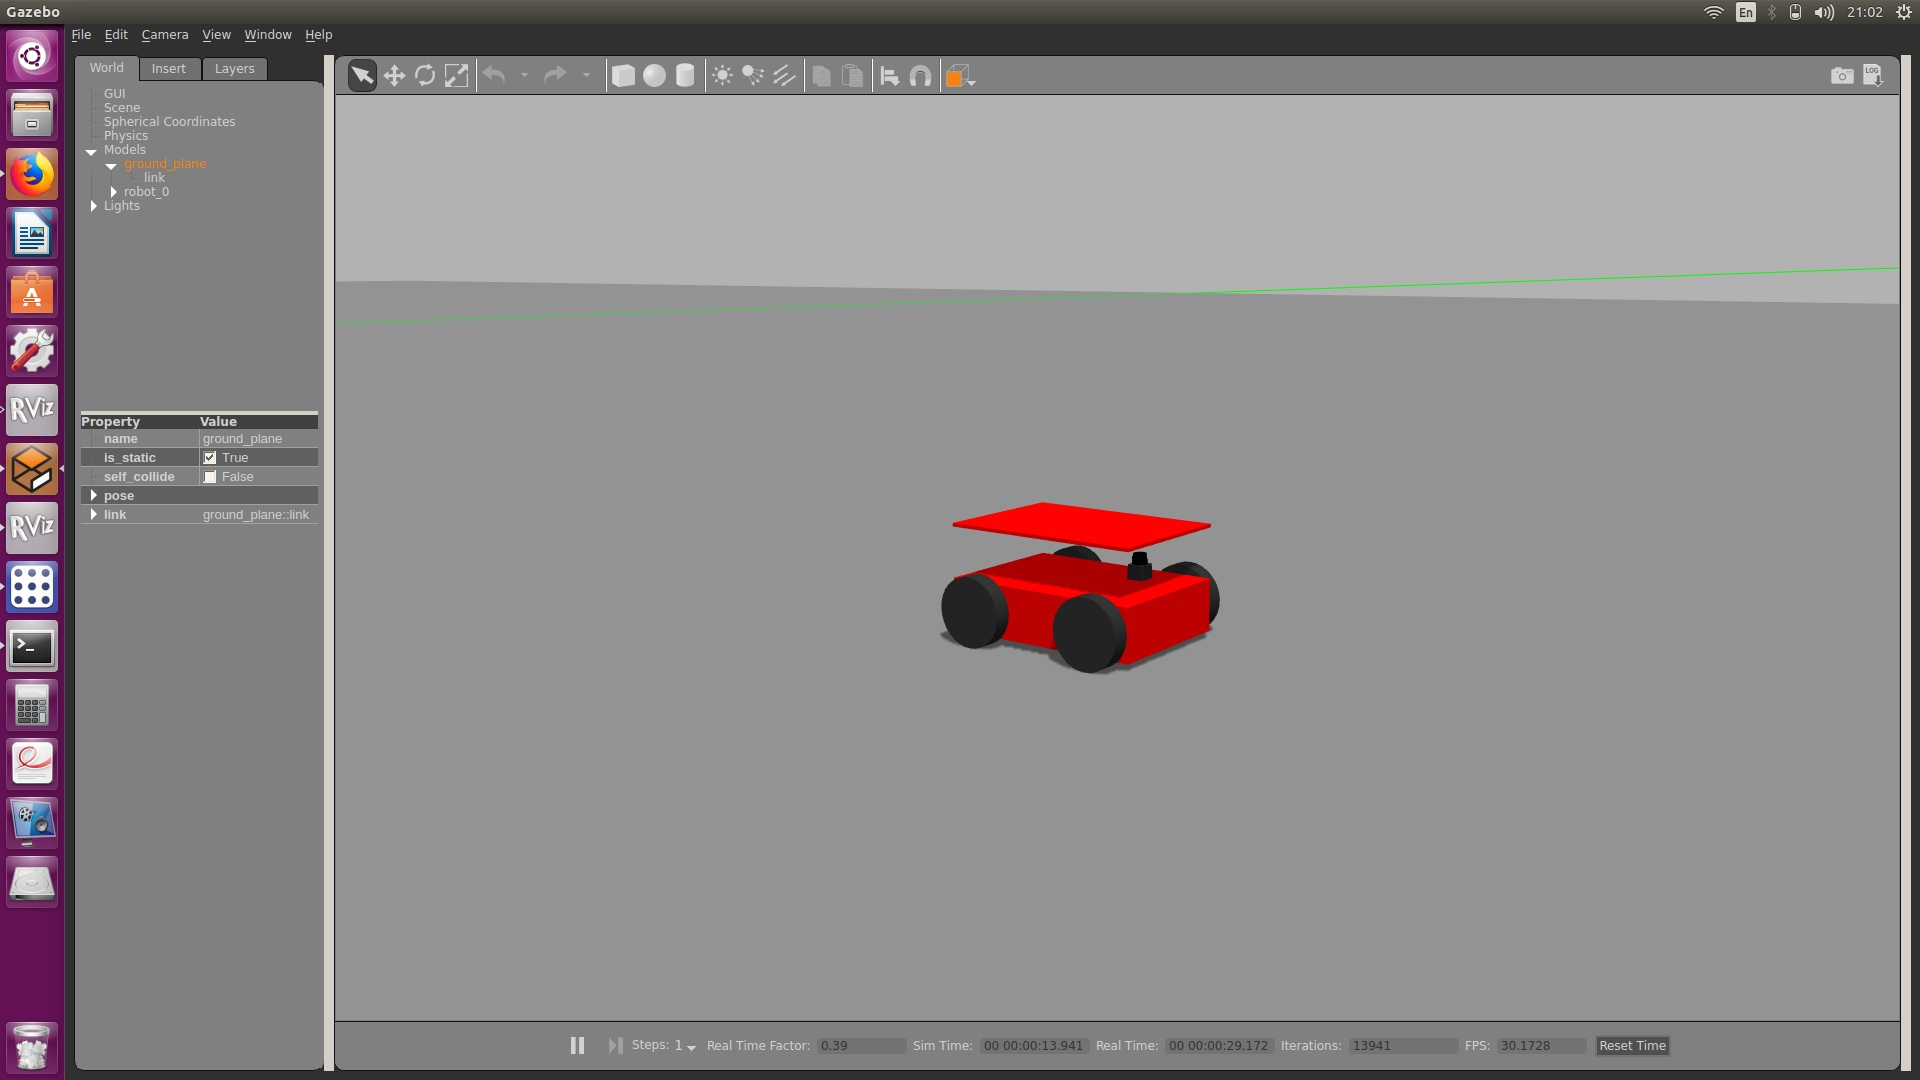 Gazebo
En
21:02
File Edit Camera View Window Help
World Insert Layers
GUI
Scene
Spherical Coordinates
Physics
Models
ground_plane
link
robot_0
Lights
LOG
Property Value
name ground_plane
is_static True
self_collide False
pose
link ground_plane::link
RViz
RViz
>_
Steps: 1 Real Time Factor: 0.39 Sim Time: 00 00:00:13.941 Real Time: 00 00:00:29.172 Iterations: 13941 FPS: 30.1728 Reset Time